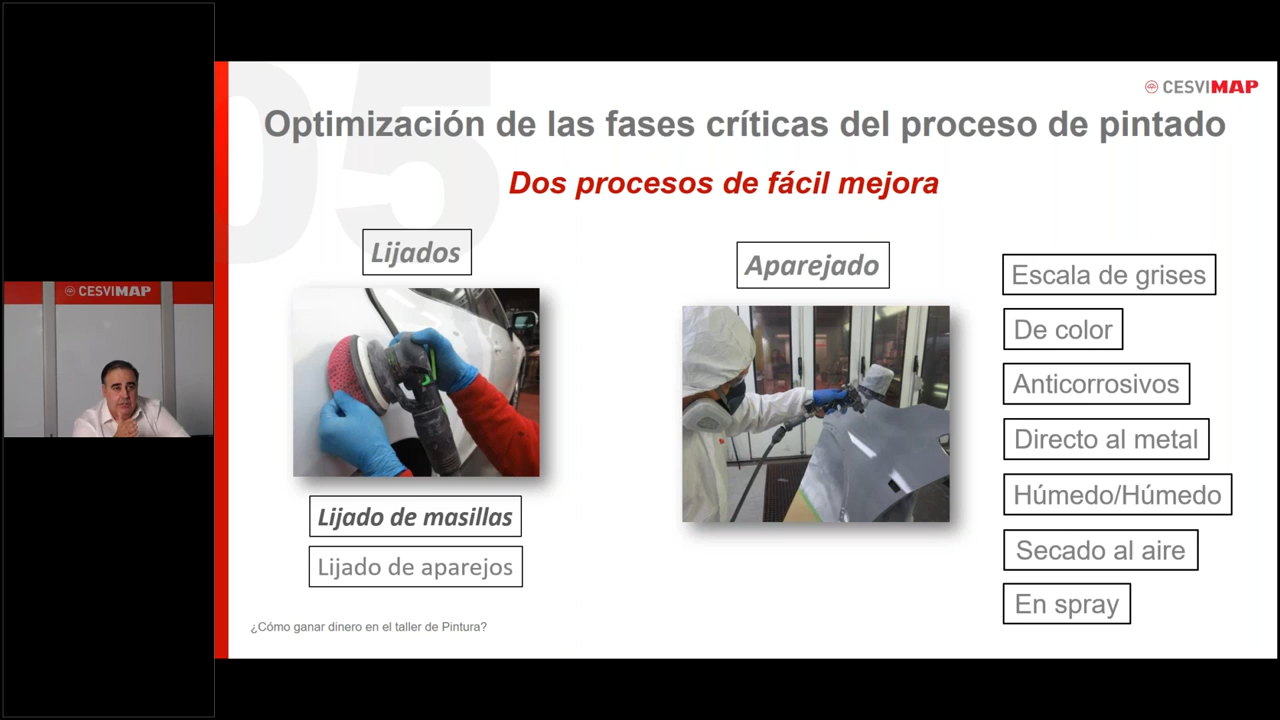 CESVIMAP
Optimización de las fases críticas del proceso de pintado
Dos procesos de fácil mejora
05
Lijados
Lijado de masillas
Lijado de aparejos
Aparejado
Escala de grises
De color
Anticorrosivos
Directo al metal
Húmedo/Húmedo
Secado al aire
En spray
¿Cómo ganar dinero en el taller de Pintura?
CESVIMAP